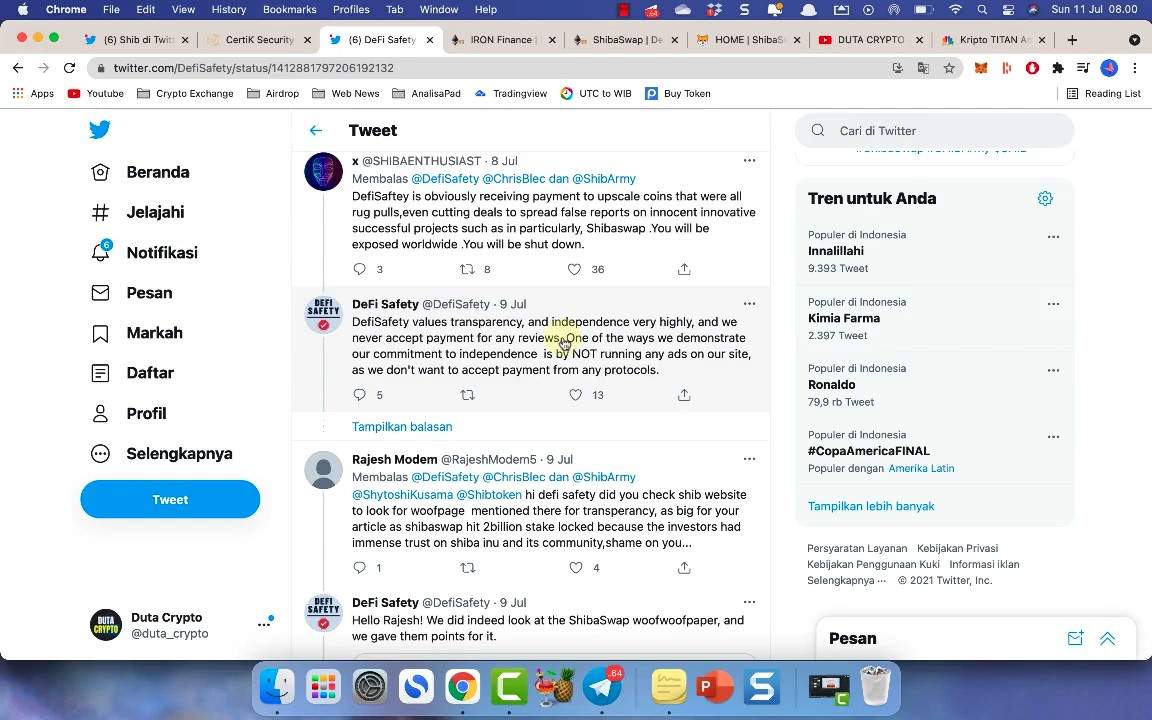 Chrome File Edit View History Bookmarks Profiles Tab Window Help
.64
Sun 11 Jul 08.00
(6) Shib di Twit
CertiK Security
(6) DeFi Safety
IRON Finance |
ShibaSwap | De
HOME | ShibaS
DUTA CRYPTO
Kripto TITAN An
twitter.com/DefiSafety/status/1412881797206192132
Apps Youtube Crypto Exchange Airdrop Web News AnalisaPad Tradingview UTC to WIB Buy Token Reading List
Beranda
Jelajahi
6
Notifikasi
Pesan
Markah
Daftar
Profil
Selengkapnya
Tweet
DUTA
CRYPTO
Duta Crypto
@duta_crypto
Tweet
x @SHIBAENTHUSIAST · 8 Jul
Membalas @DefiSafety @ChrisBlec dan @ShibArmy
DefiSaftey is obviously receiving payment to upscale coins that were all
rug pulls,even cutting deals to spread false reports on innocent innovative
successful projects such as in particularly, Shibaswap .You will be
exposed worldwide .You will be shut down.
3 8 36
DEFI
SAFETY
DeFi Safety @DefiSafety · 9 Jul
DefiSafety values transparency, and independence very highly, and we
never accept payment for any reviews. One of the ways we demonstrate
our commitment to independence is by NOT running any ads on our site,
as we don't want to accept payment from any protocols.
5 13
Tampilkan balasan
Rajesh Modem @RajeshModem5 · 9 Jul
Membalas @DefiSafety @ChrisBlec dan @ShibArmy
@ShytoshiKusama @Shibtoken hi defi safety did you check shib website
to look for woofpage mentioned there for transperancy, as big for your
article as shibaswap hit 2billion stake locked because the investors had
immense trust on shiba inu and its community,shame on you...
1 4
DEFI
SAFETY
DeFi Safety @DefiSafety · 9 Jul
Hello Rajesh! We did indeed look at the ShibaSwap woofwoofpaper, and
we gave them points for it.
Cari di Twitter
Tren untuk Anda
Populer di Indonesia
Innalillahi
9.393 Tweet
Populer di Indonesia
Kimia Farma
2.397 Tweet
Populer di Indonesia
Ronaldo
79,9 rb Tweet
Populer di Indonesia
#CopaAmericaFINAL
Populer dengan Amerika Latin
Tampilkan lebih banyak
Persyaratan Layanan Kebijakan Privasi
Kebijakan Penggunaan Kuki Informasi iklan
Selengkapnya ··· © 2021 Twitter, Inc.
Pesan
64